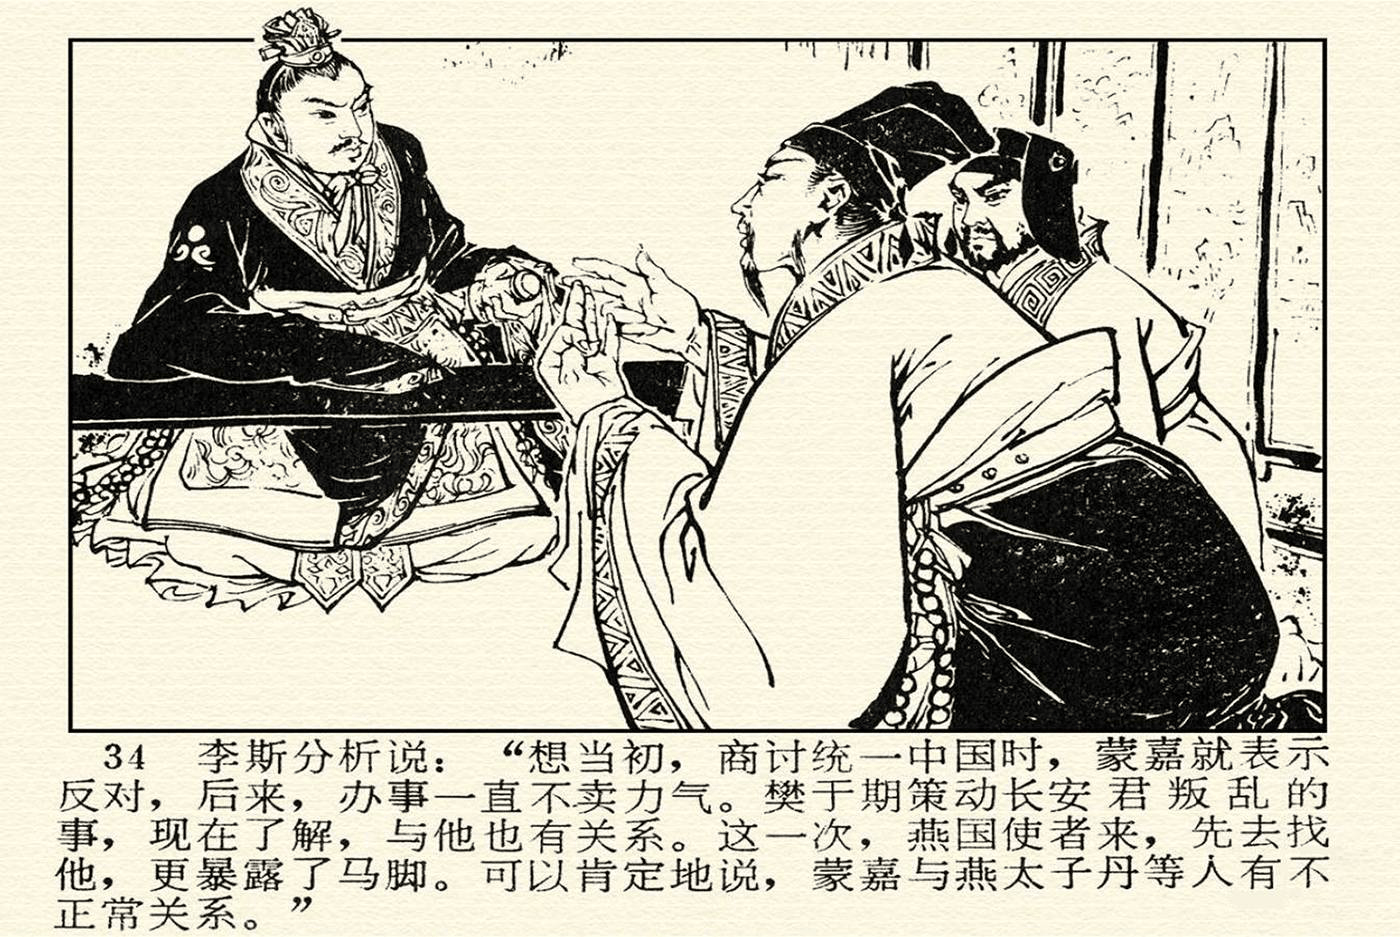 34 李斯分析说：“想当初，商讨统一中国时，蒙嘉就表示
反对，后来，办事一直不卖力气。樊于期策动长安君叛乱的
事，现在了解，与他也有关系。这一次，燕国使者来，先去找
他，更暴露了马脚。可以肯定地说，蒙嘉与燕太子丹等人有不
正常关系。”